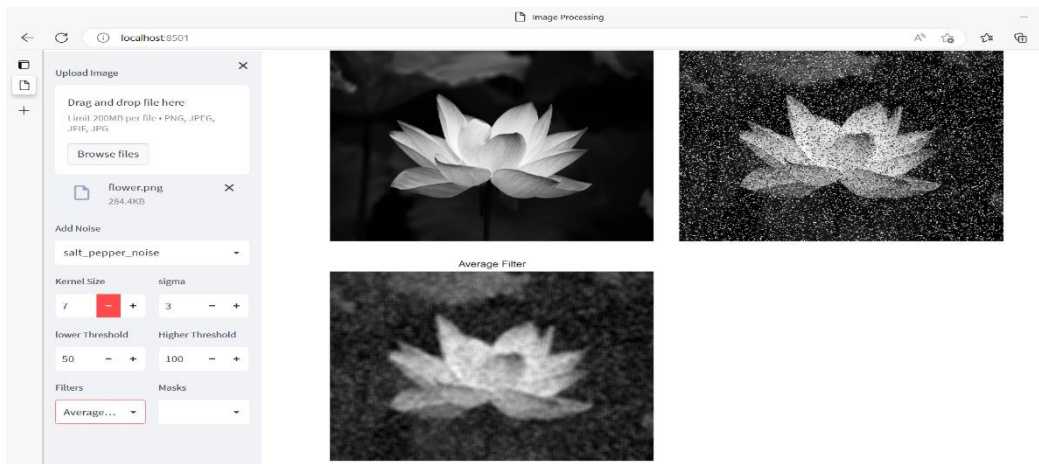 Image Processing
localhost:8501
Upload Image
Drag and drop file here
Limit 200MB per file • PNG, JPEG, JFIF, JPG
Browse files
flower.png
284.4KB
Add Noise
salt_pepper_noise
Kernel Size sigma
7 - + 3 - +
lower Threshold Higher Threshold
50 - + 100 - +
Filters Masks
Average...
Average Filter